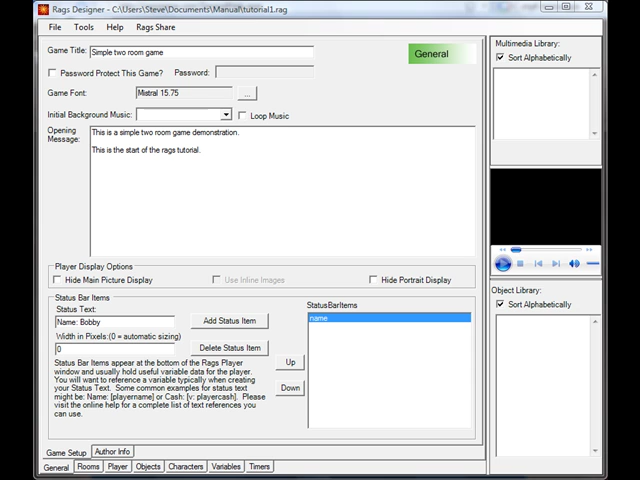 Rags Designer - C:\Users\Steve\Documents\Manual\tutorial1.rag
File Tools Help Rags Share
Game Title: Simple two room game
General
Password Protect This Game? Password:
Game Font: Mistral 15.75 ...
Initial Background Music: Loop Music
Opening Message:
This is a simple two room game demonstration.
This is the start of the rags tutorial.
Player Display Options
Hide Main Picture Display Use Inline Images Hide Portrait Display
Status Bar Items
Status Text:
Name: Bobby
Add Status Item
Width in Pixels:(0 = automatic sizing)
0
Delete Status Item
Status Bar Items appear at the bottom of the Rags Player
window and usually hold useful variable data for the player.
You will want to reference a variable typically when creating
your Status Text. Some common examples for status text
might be: Name: [playername] or Cash: [v: playercash]. Please
visit the online help for a complete list of text references you
can use.
Up
Down
StatusBarItems
name
Game Setup Author Info
General Rooms Player Objects Characters Variables Timers
Multimedia Library:
Sort Alphabetically
Object Library:
Sort Alphabetically